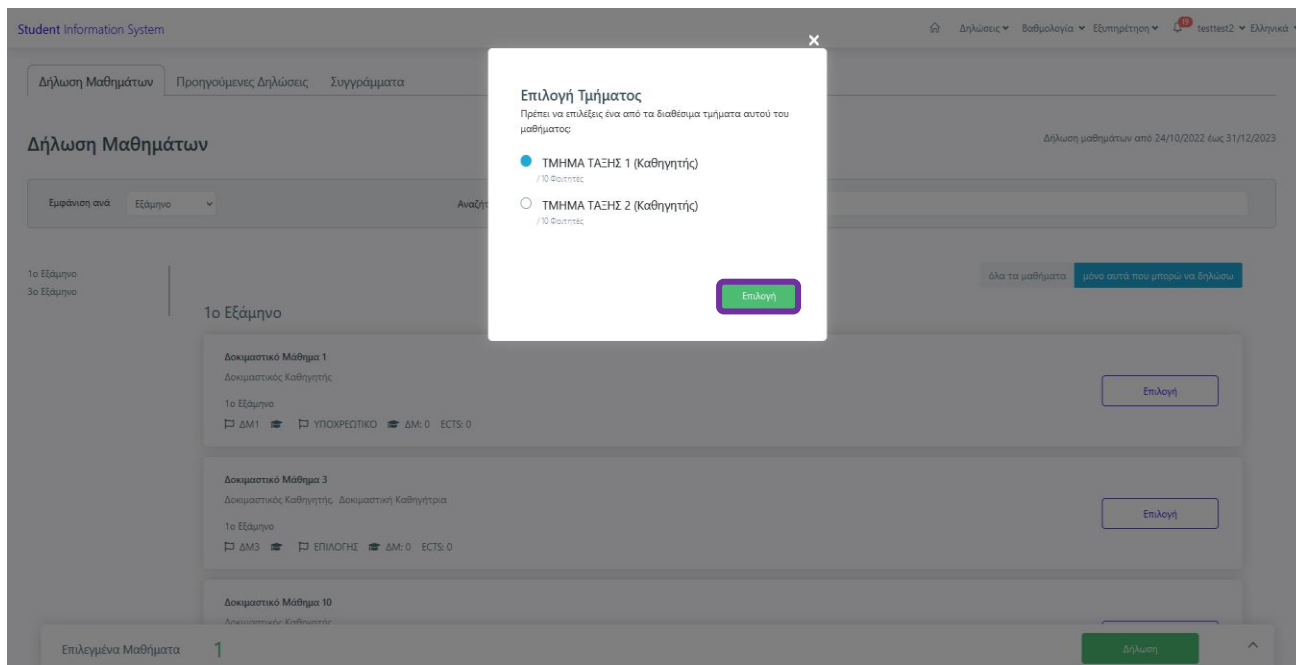 Student Information System
Δηλώσεις Βαθμολογία Εξυπηρέτηση testtest2 Ελληνικά
Δήλωση Μαθημάτων Προηγούμενες Δηλώσεις Συγγράμματα
Δήλωση Μαθημάτων
Δήλωση μαθημάτων από 24/10/2022 έως 31/12/2023
Εμφάνιση ανά Εξάμηνο
Επιλογή Τμήματος
Πρέπει να επιλέξεις ένα από τα διαθέσιμα τμήματα αυτού του
μαθήματος:
ΤΜΗΜΑ ΤΑΞΗΣ 1 (Καθηγητής)
/10 Φοιτητές
ΤΜΗΜΑ ΤΑΞΗΣ 2 (Καθηγητής)
/10 Φοιτητές
Επιλογή
1ο Εξάμηνο
3ο Εξάμηνο
όλα τα μαθήματα μόνο αυτά που μπορώ να δηλώσω
1ο Εξάμηνο
Δοκιμαστικό Μάθημα 1
Δοκιμαστικός Καθηγητής
1ο Εξάμηνο
ΔΜ1 ΥΠΟΧΡΕΩΤΙΚΟ ΔΜ: 0 ECTS: 0
Επιλογή
Δοκιμαστικό Μάθημα 3
Δοκιμαστικός Καθηγητής, Δοκιμαστική Καθηγήτρια
1ο Εξάμηνο
ΔΜ3 ΕΠΙΛΟΓΗΣ ΔΜ: 0 ECTS: 0
Επιλογή
Δοκιμαστικό Μάθημα 10
Δοκιμαστικός Καθηγητής
Επιλεγμένα Μαθήματα 1
Δήλωση